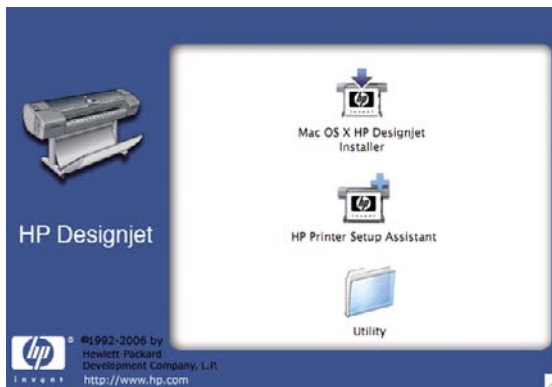 Mac OS X HP Designjet
Installer
HP Printer Setup Assistant
HP Designjet
Utility
hp
invent
©1992-2006 by
Hewlett-Packard
Development Company, L.P.
http://www.hp.com